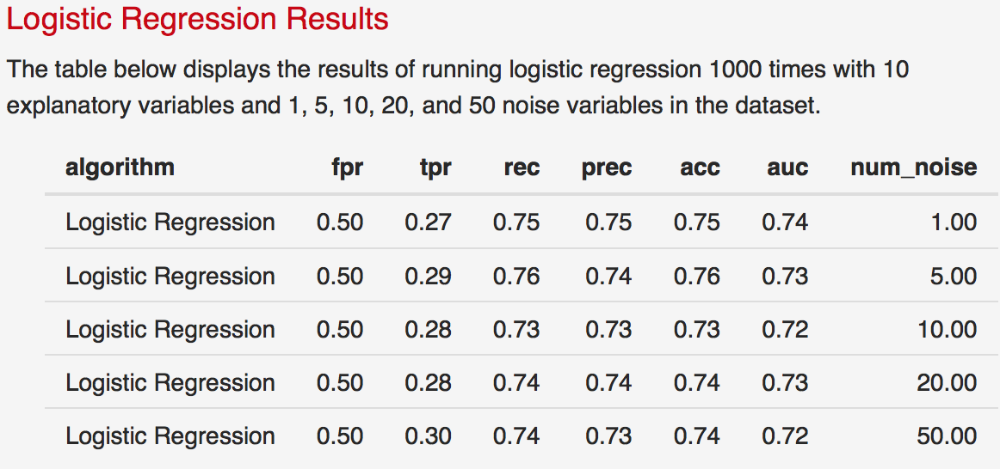 Logistic Regression Results
The table below displays the results of running logistic regression 1000 times with 10
explanatory variables and 1, 5, 10, 20, and 50 noise variables in the dataset.
algorithm fpr tpr rec prec acc auc num_noise
Logistic Regression 0.50 0.27 0.75 0.75 0.75 0.74 1.00
Logistic Regression 0.50 0.29 0.76 0.74 0.76 0.73 5.00
Logistic Regression 0.50 0.28 0.73 0.73 0.73 0.72 10.00
Logistic Regression 0.50 0.28 0.74 0.74 0.74 0.73 20.00
Logistic Regression 0.50 0.30 0.74 0.73 0.74 0.72 50.00